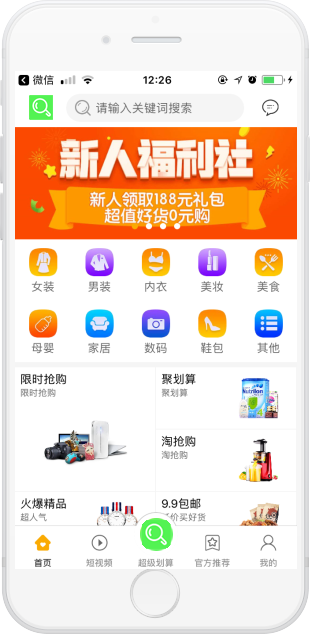 微信
12:26
请输入关键词搜索
新人福利社
新人领取188元礼包
超值好货0元购
女装 男装 内衣 美妆 美食
母婴 家居 数码 鞋包 其他
限时抢购
限时抢购
聚划算
聚划算
Nutrilon
淘抢购
淘抢购
火爆精品
超人气
9.9包邮
价买好货
首页 短视频 超级划算 官方推荐 我的